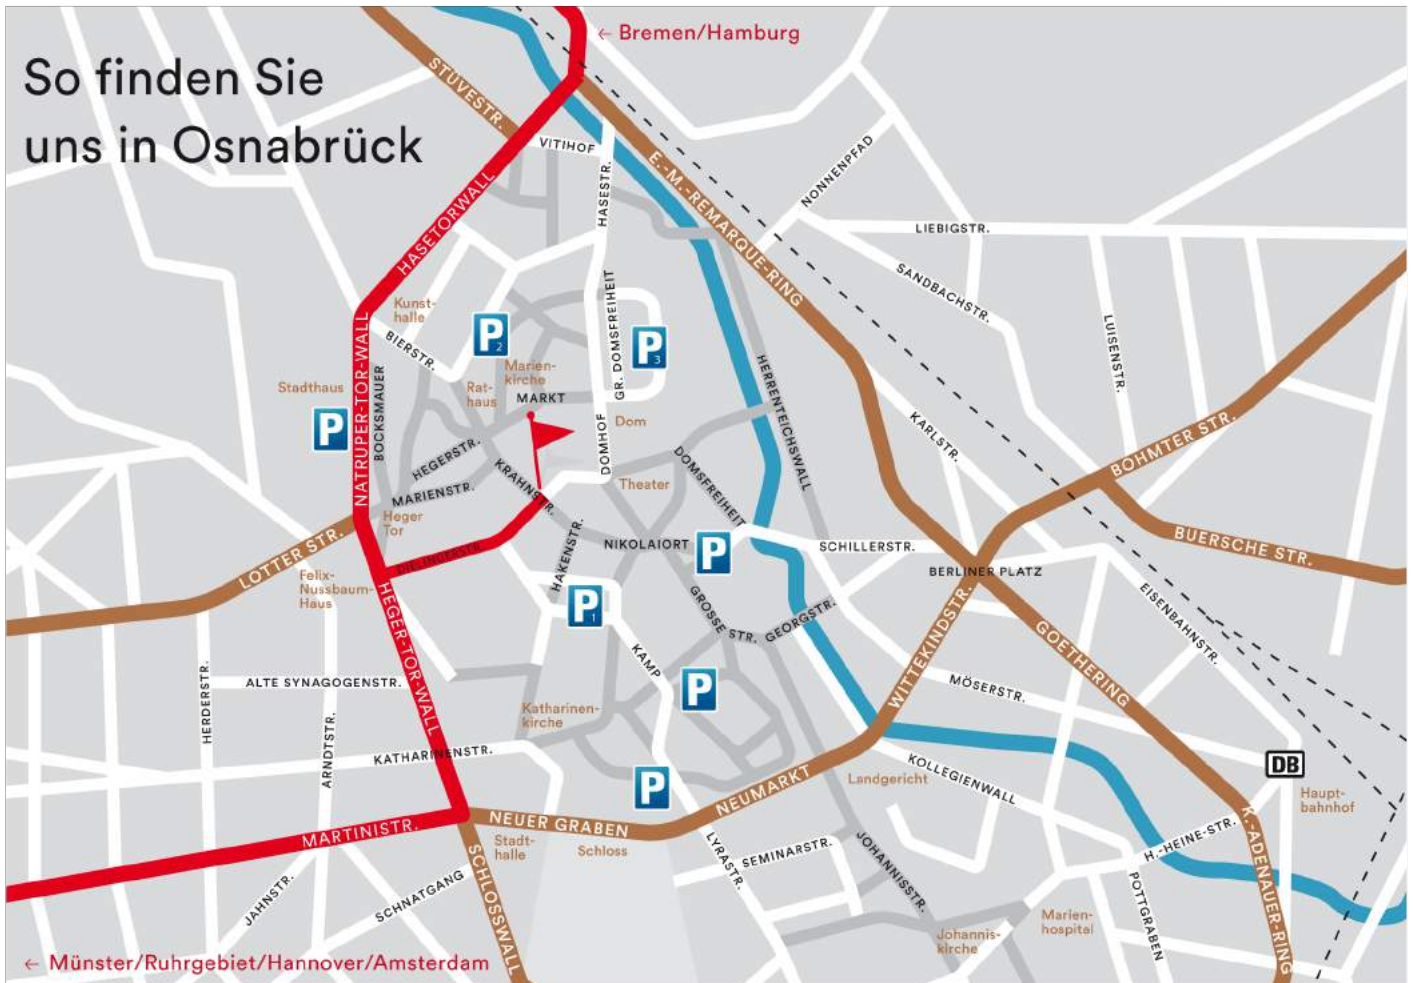 So finden Sie
uns in Osnabrück
← Bremen/Hamburg
STÜVESTR.
VITIHOF
HASESTR.
E.-M.-REMARQUE-RING
NONNENPFAD
LIEBIGSTR.
SANDBACHSTR.
LUISENSTR.
HASETORWALL
Kunst-
halle
BIERSTR.
P2
P3
GR. DOMSFREIHEIT
HERRENTEICHSWALL
NATRUPER-TOR-WALL
Stadthaus
P
BOCKSMAUER
Rat-
haus
Marien-
kirche
MARKT
Dom
DOMHOF
KARLSTR.
BOHMTER STR.
HEGERSTR.
MARIENSTR.
KRAHNSTR.
Theater
DOMSFREIHEIT
Heger
Tor
LOTTER STR.
DIELINGERSTR.
HAKENSTR.
NIKOLAIORT
P
SCHILLERSTR.
BERLINER PLATZ
BUERSCHE STR.
Felix-
Nussbaum-
Haus
HEGER-TOR-WALL
P1
GROSSE STR.
GEORGSTR.
WITTEKINDSTR.
GOETHERING
EISENBAHNSTR.
HERDERSTR.
ALTE SYNAGOGENSTR.
ARNDTSTR.
KAMP
P
MÖSERSTR.
Katharinen-
kirche
KATHARINENSTR.
P
NEUMARKT
Landgericht
KOLLEGIENWALL
DB
Haupt-
bahnhof
K.-ADENAUER-RING
MARTINISTR.
NEUER GRABEN
Stadt-
halle
Schloss
LYRASTR.
SEMINARSTR.
JOHANNISSTR.
H.-HEINE-STR.
POTTGRABEN
JAHNSTR.
SCHNATGANG
SCHLOSSWALL
Johannis-
kirche
Marien-
hospital
← Münster/Ruhrgebiet/Hannover/Amsterdam